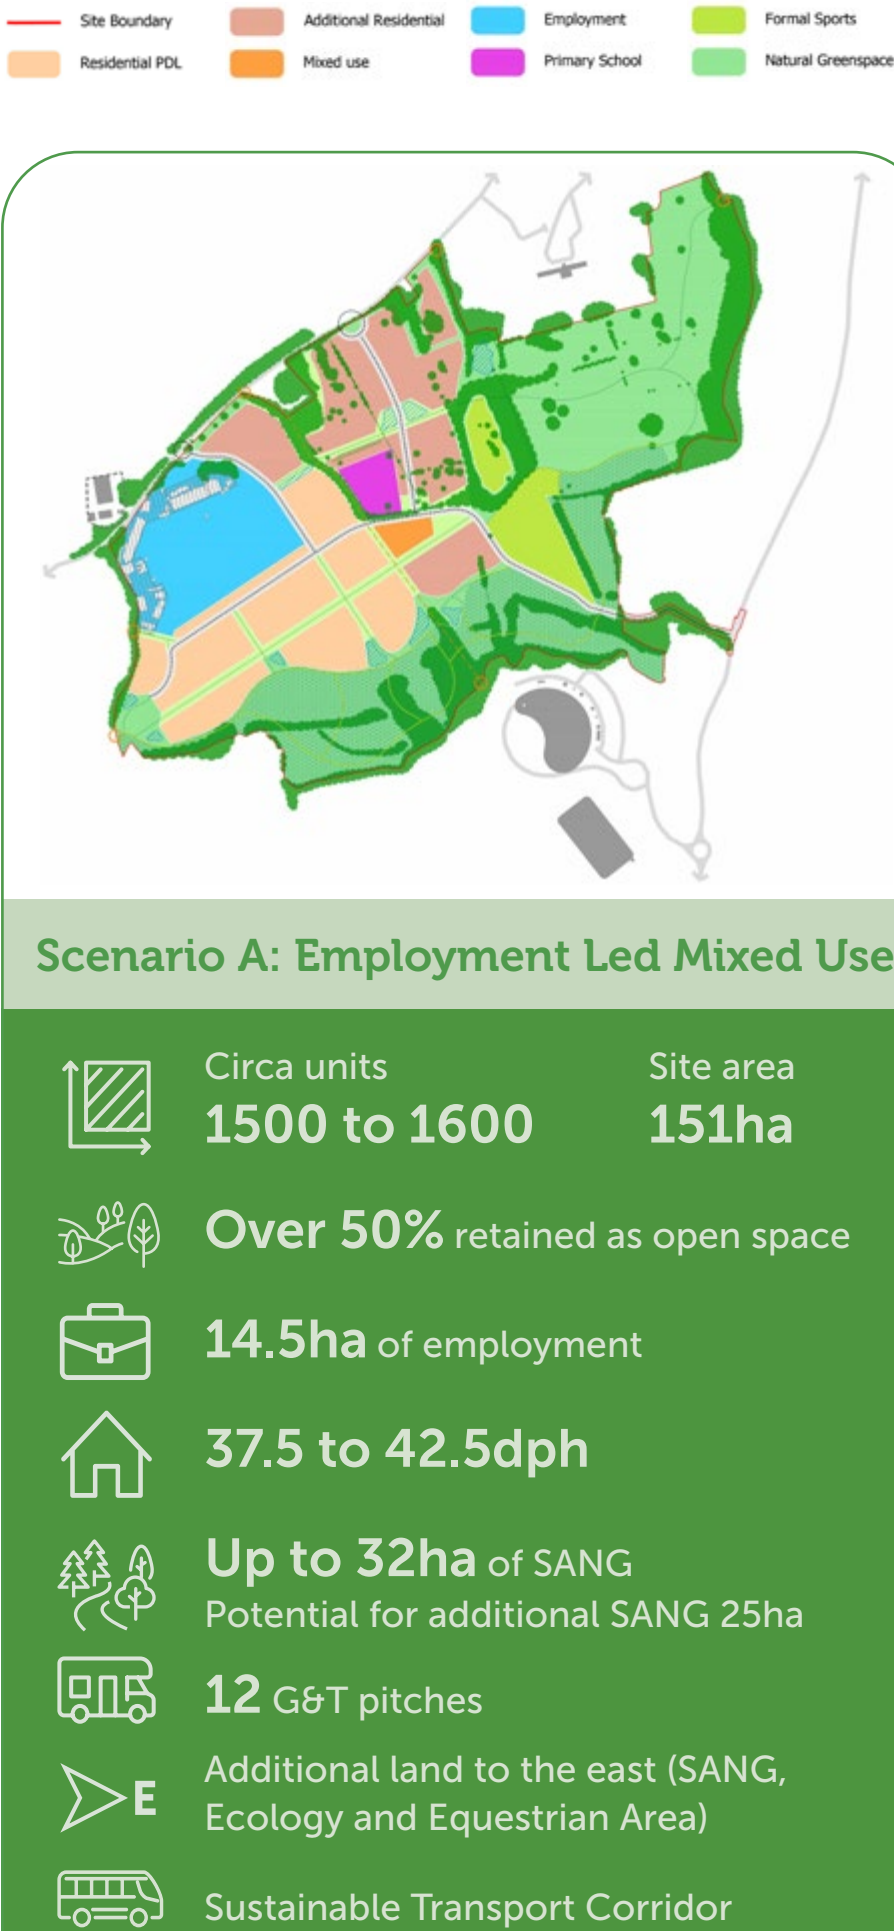 Site Boundary
Additional Residential
Employment
Formal Sports
Residential PDL
Mixed use
Primary School
Natural Greenspace
Scenario A: Employment Led Mixed Use
Circa units
Site area
1500 to 1600
151ha
Over 50% retained as open space
14.5ha of employment
37.5 to 42.5dph
Up to 32ha of SANG
Potential for additional SANG 25ha
12 G&T pitches
E
Additional land to the east (SANG,
Ecology and Equestrian Area)
Sustainable Transport Corridor